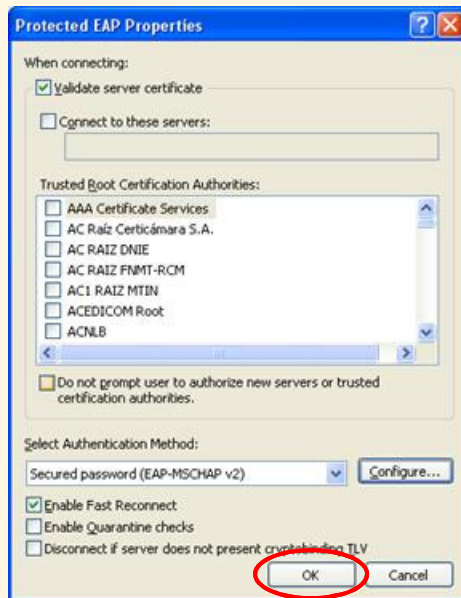 Protected EAP Properties
When connecting:
Validate server certificate
Connect to these servers:
Trusted Root Certification Authorities:
AAA Certificate Services
AC Raíz Certicámara S.A.
AC RAIZ DNIE
AC RAIZ FNMT-RCM
AC1 RAIZ MTIN
ACEDICOM Root
ACNLB
Do not prompt user to authorize new servers or trusted
certification authorities.
Select Authentication Method:
Secured password (EAP-MSCHAP v2)
Configure...
Enable Fast Reconnect
Enable Quarantine checks
Disconnect if server does not present cryptobinding TLV
OK
Cancel